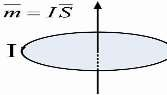 m̅ = IS̅
I